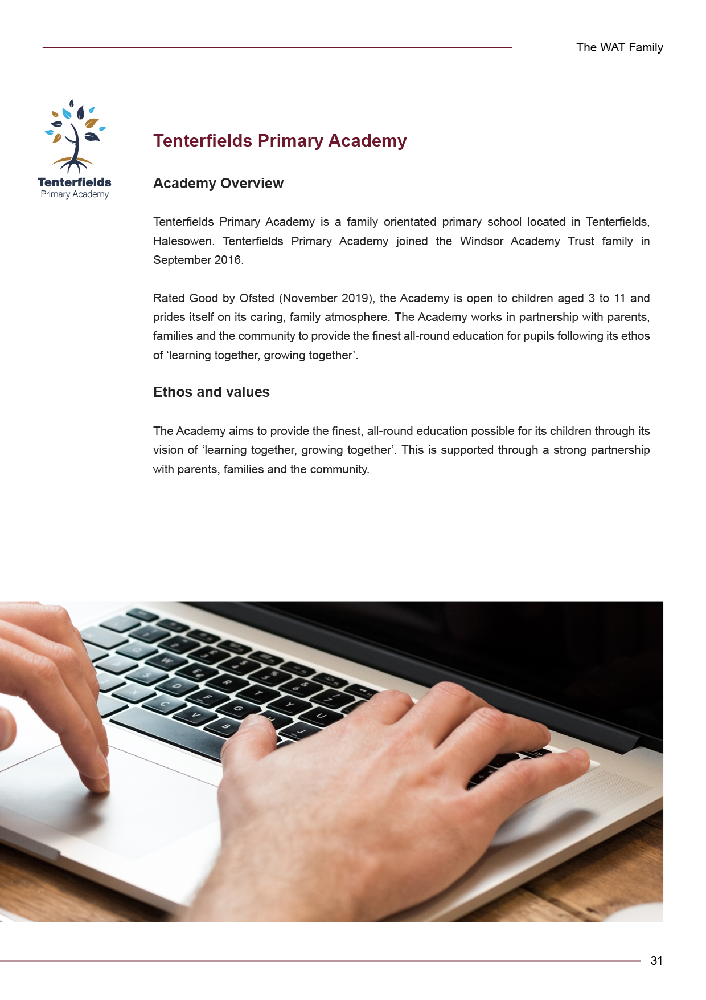 The WAT Family
Tenterfields
Primary Academy
Tenterfields Primary Academy
Academy Overview
Tenterfields Primary Academy is a family orientated primary school located in Tenterfields,
Halesowen. Tenterfields Primary Academy joined the Windsor Academy Trust family in
September 2016.
Rated Good by Ofsted (November 2019), the Academy is open to children aged 3 to 11 and
prides itself on its caring, family atmosphere. The Academy works in partnership with parents,
families and the community to provide the finest all-round education for pupils following its ethos
of ‘learning together, growing together’.
Ethos and values
The Academy aims to provide the finest, all-round education possible for its children through its
vision of ‘learning together, growing together’. This is supported through a strong partnership
with parents, families and the community.
31